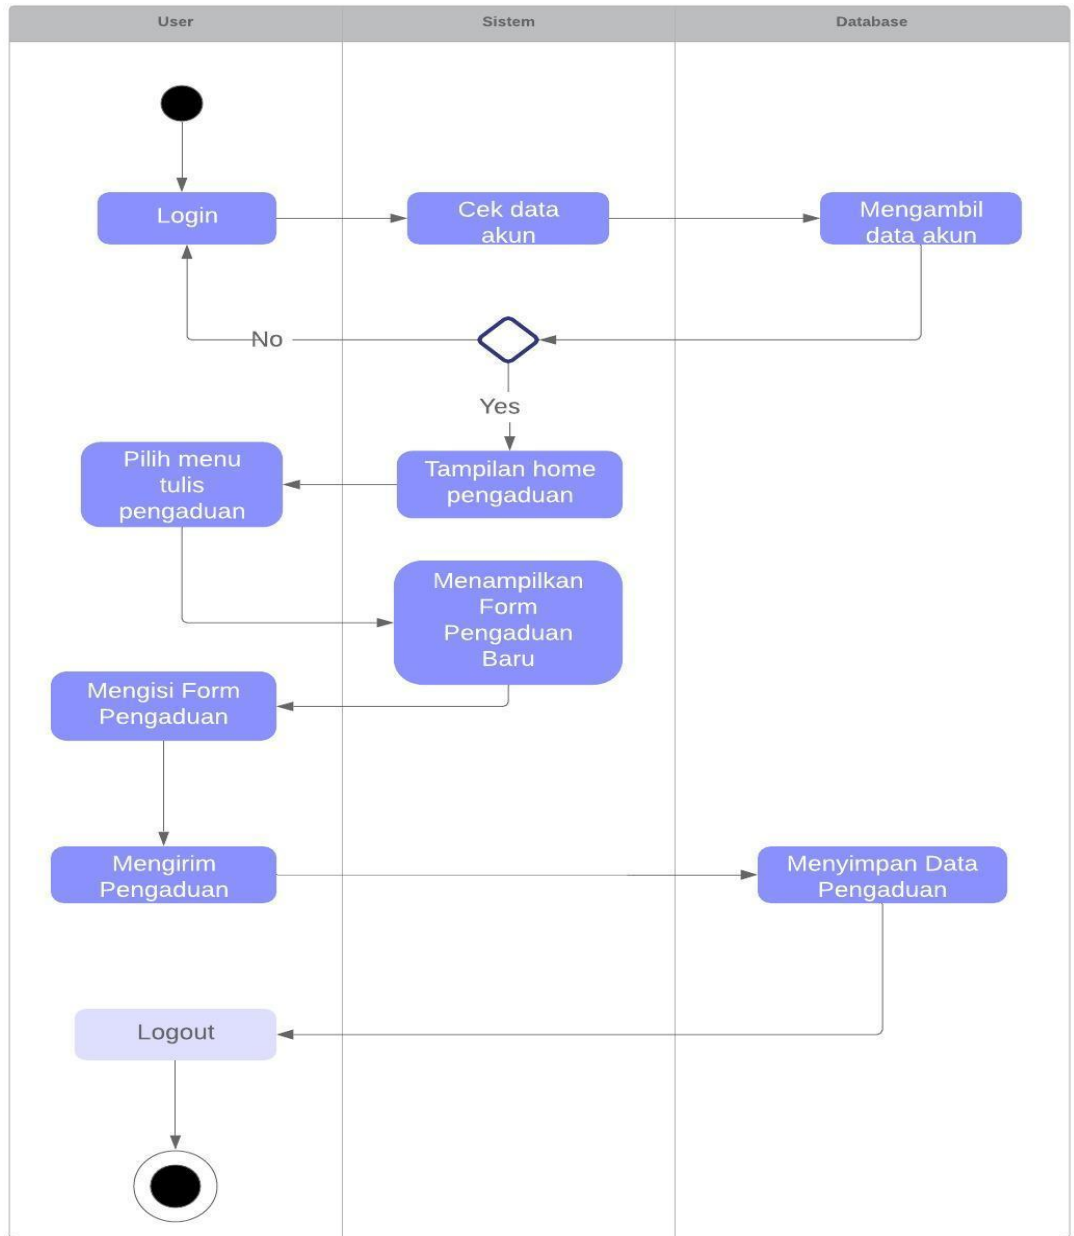 User
Sistem
Database
Login
Cek data
akun
Mengambil
data akun
No
Yes
Pilih menu
tulis
pengaduan
Tampilan home
pengaduan
Menampilkan
Form
Pengaduan
Baru
Mengisi Form
Pengaduan
Mengirim
Pengaduan
Menyimpan Data
Pengaduan
Logout